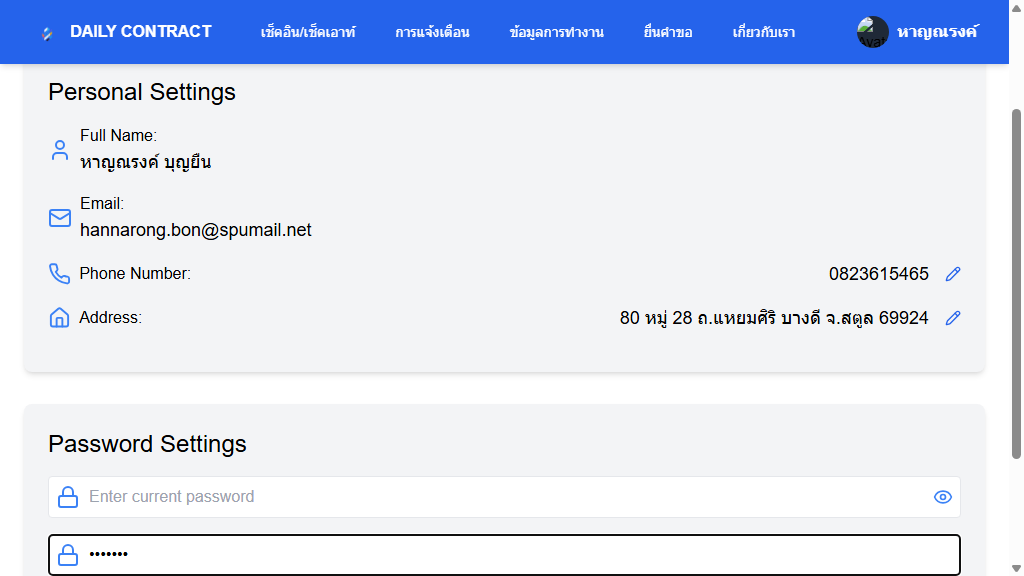 DAILY CONTRACT
เช็คอิน/เช็คเอาท์
การแจ้งเตือน
ข้อมูลการทำงาน
ยื่นคำขอ
เกี่ยวกับเรา
หาญณรงค์
Personal Settings
Full Name:
หาญณรงค์ บุญยืน
Email:
hannarong.bon@spumail.net
Phone Number: 0823615465
Address: 80 หมู่ 28 ถ.แหยมศิริ บางดี จ.สตูล 69924
Password Settings
Enter current password
•••••••